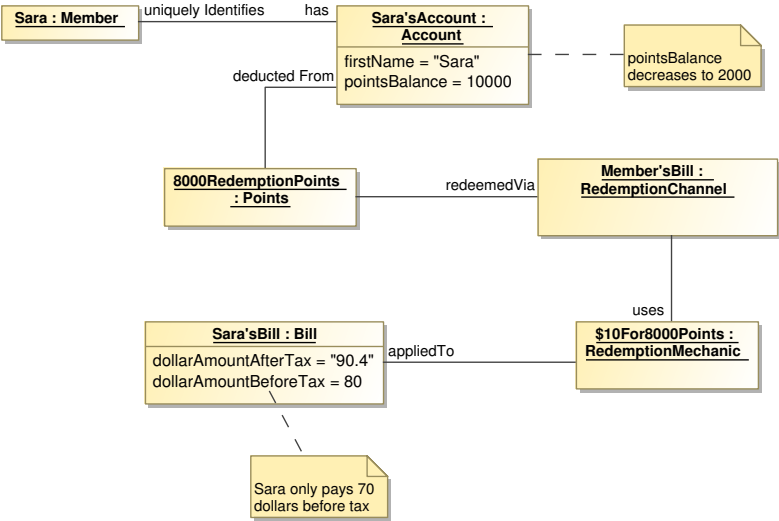 Sara : Member
uniquely Identifies
has
Sara'sAccount :
Account
firstName = "Sara"
pointsBalance = 10000
pointsBalance
decreases to 2000
deducted From
8000RedemptionPoints
: Points
redeemedVia
Member'sBill :
RedemptionChannel
uses
Sara'sBill : Bill
dollarAmountAfterTax = "90.4"
dollarAmountBeforeTax = 80
appliedTo
$10For8000Points :
RedemptionMechanic
Sara only pays 70
dollars before tax